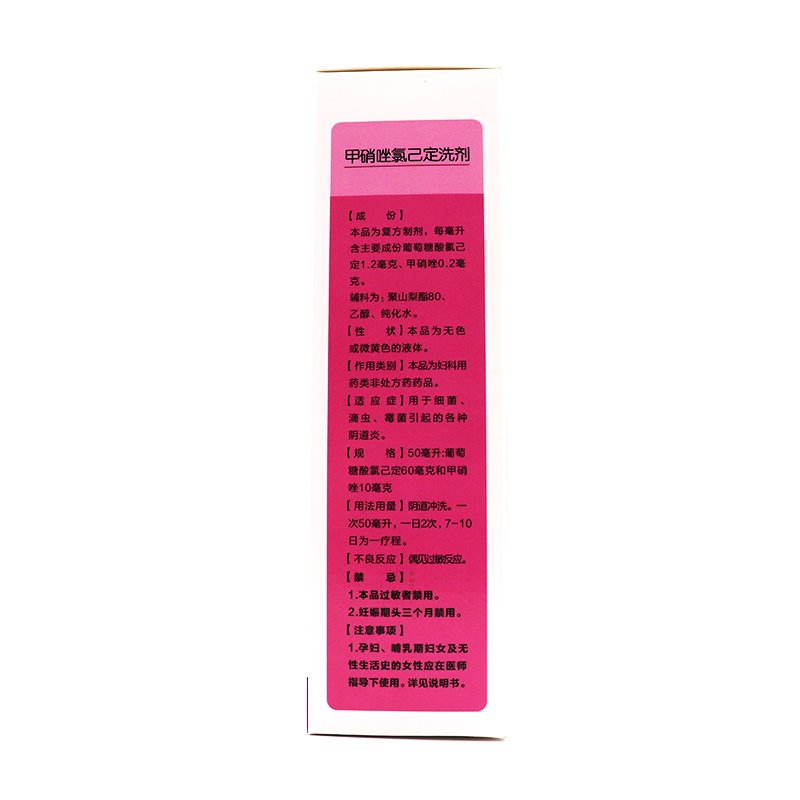 甲硝唑氯己定洗剂
【成 份】
本品为复方制剂，每毫升
含主要成份葡萄糖酸氯己
定1.2毫克、甲硝唑0.2毫
克。
辅料为：聚山梨酯80、
乙醇、纯化水。
【性 状】本品为无色
或微黄色的液体。
【作用类别】本品为妇科用
药类非处方药药品。
【适应症】用于细菌、
滴虫、霉菌引起的各种
阴道炎。
【规 格】50毫升:葡萄
糖酸氯己定60毫克和甲硝
唑10毫克
【用法用量】阴道冲洗。一
次50毫升，一日2次，7-10
日为一疗程。
【不良反应】偶见过敏反应。
【禁 忌】
1.本品过敏者禁用。
2.妊娠期头三个月禁用。
【注意事项】
1.孕妇、哺乳期妇女及无
性生活史的女性应在医师
指导下使用。详见说明书。